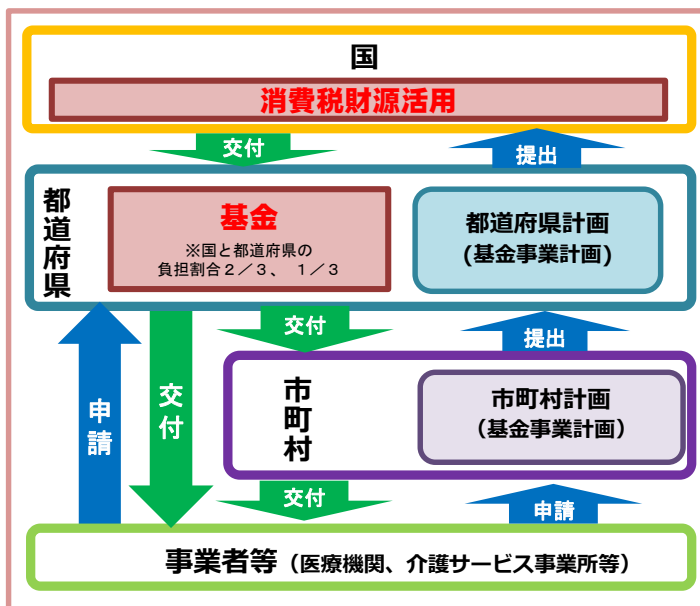 国
消費税財源活用
交付
提出
都道府県
基金
※国と都道府県の
負担割合2/3、 1/3
都道府県計画
(基金事業計画)
申請
交付
交付
提出
市町村
市町村計画
(基金事業計画)
交付
申請
事業者等(医療機関、介護サービス事業所等)